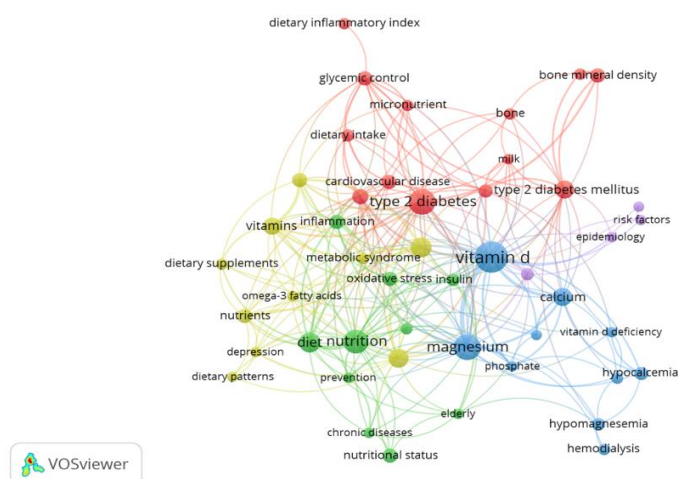 dietary inflammatory index
glycemic control
bone mineral density
micronutrient
bone
dietary intake
milk
cardiovascular disease
type 2 diabetes mellitus
type 2 diabetes
risk factors
vitamins
inflammation
epidemiology
metabolic syndrome
vitamin d
dietary supplements
oxidative stress
insulin
omega-3 fatty acids
calcium
nutrients
vitamin d deficiency
diet
nutrition
magnesium
depression
phosphate
hypocalcemia
dietary patterns
prevention
elderly
hypomagnesemia
chronic diseases
hemodialysis
nutritional status
VOSviewer